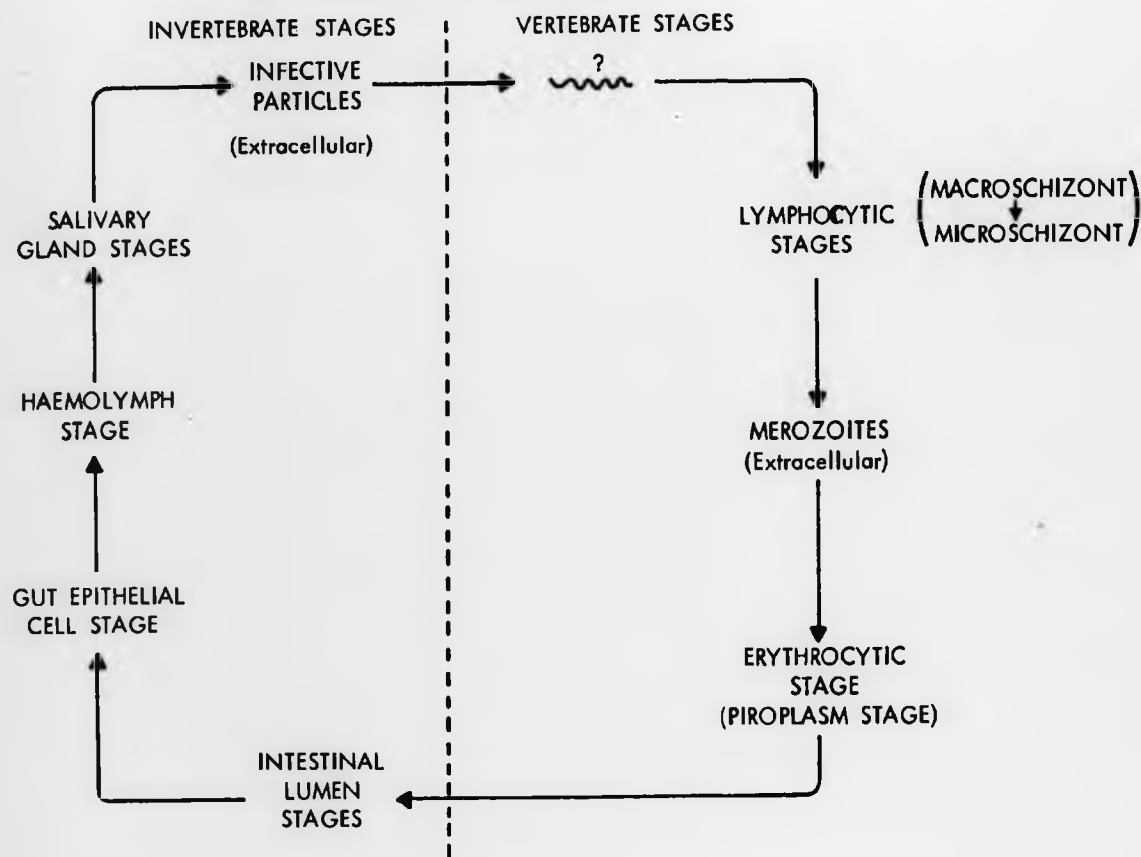 INVERTEBRATE STAGES
VERTEBRATE STAGES
INFECTIVE
PARTICLES
(Extracellular)
?
LYMPHOCYTIC
STAGES
(MACROSCHIZONT)
(MICROSCHIZONT)
MEROZOITES
(Extracellular)
ERYTHROCYTIC
STAGE
(PIROPLASM STAGE)
INTESTINAL
LUMEN
STAGES
GUT EPITHELIAL
CELL STAGE
HAEMOLYMPH
STAGE
SALIVARY
GLAND STAGES